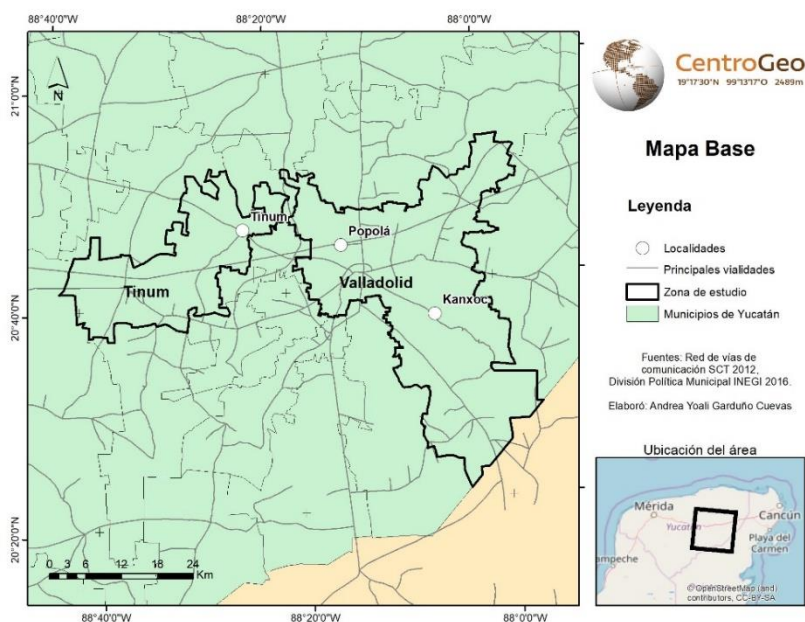 88°40'0"W
88°20'0"W
88°0'0"W
21°0'0"N
20°40'0"N
20°20'0"N
N
Tinum
Popolá
Valladolid
Tinum
Kanxoc
0 3 6 12 18 24
Km
88°40'0"W
88°20'0"W
88°0'0"W
CentroGeo
19°17'30"N 99°13'17"O 2489m
Mapa Base
Leyenda
Localidades
Principales vialidades
Zona de estudio
Municipios de Yucatán
Fuentes: Red de vías de
comunicación SCT 2012,
División Política Municipal INEGI 2016.
Elaboró: Andrea Yoali Garduño Cuevas
Ubicación del área
Mérida
Cancún
Yucatán
Playa del
Carmen
ampeche
© OpenStreetMap (and)
contributors, CC-BY-SA